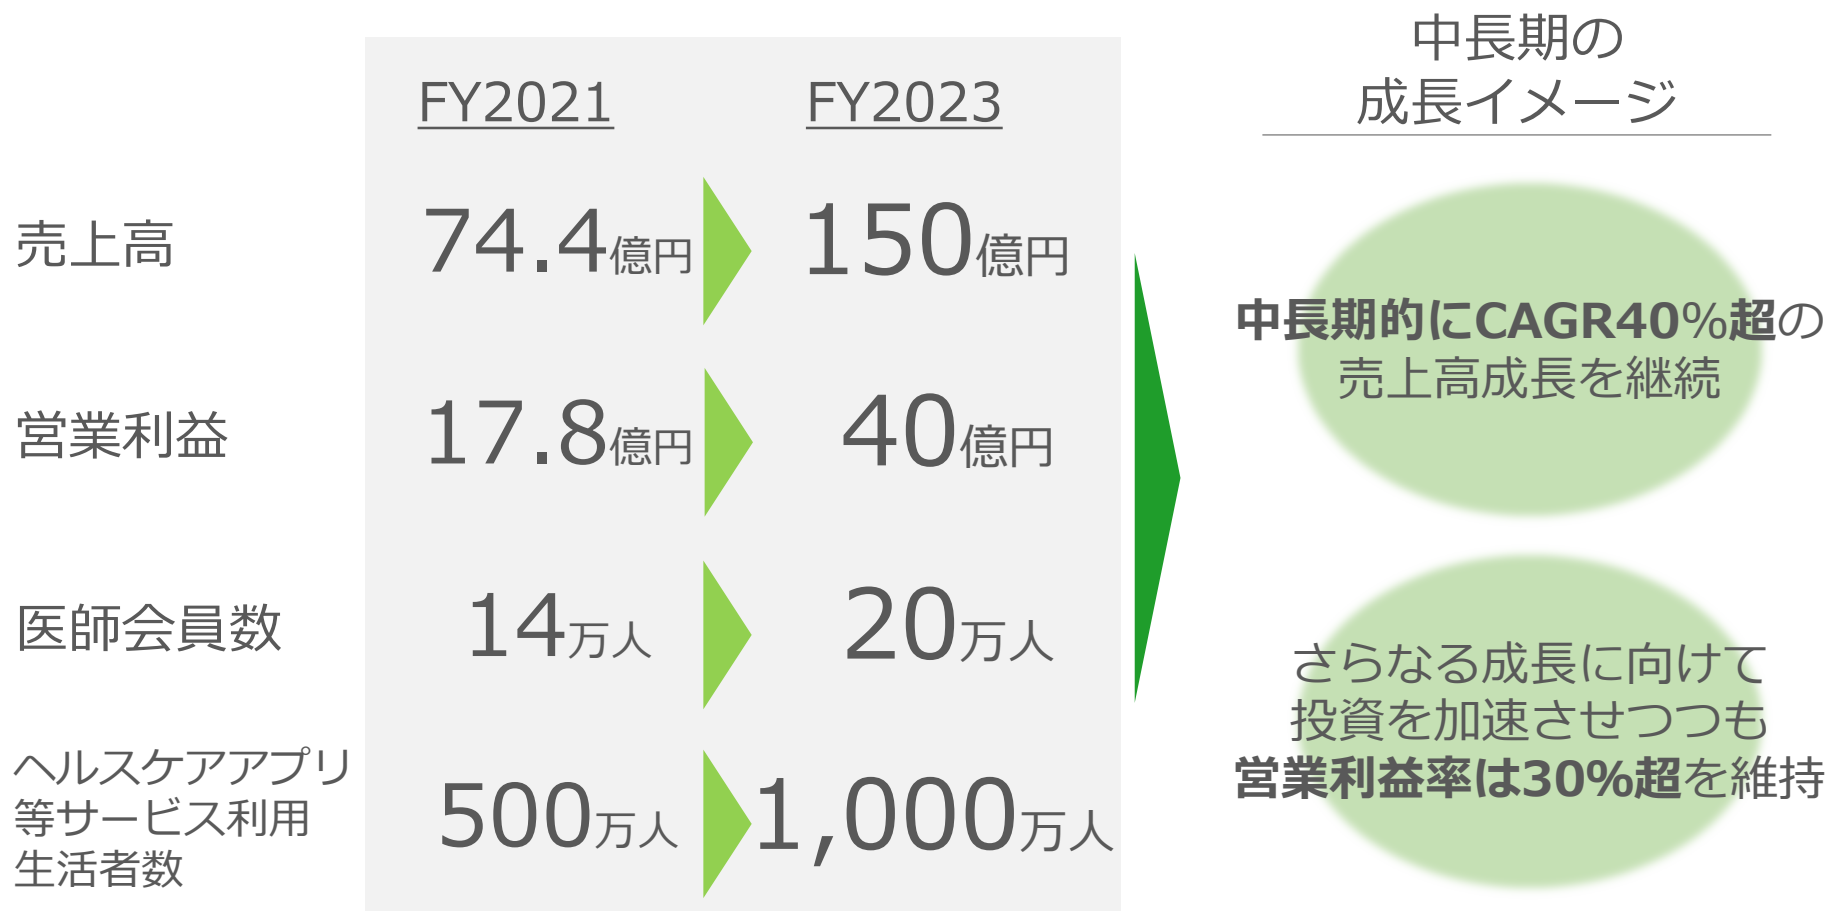 FY2021
FY2023
中長期の
成長イメージ
売上高
74.4億円
150億円
営業利益
17.8億円
40億円
医師会員数
14万人
20万人
ヘルスケアアプリ
等サービス利用
生活者数
500万人
1,000万人
中長期的にCAGR40%超の
売上高成長を継続
さらなる成長に向けて
投資を加速させつつも
営業利益率は30%超を維持